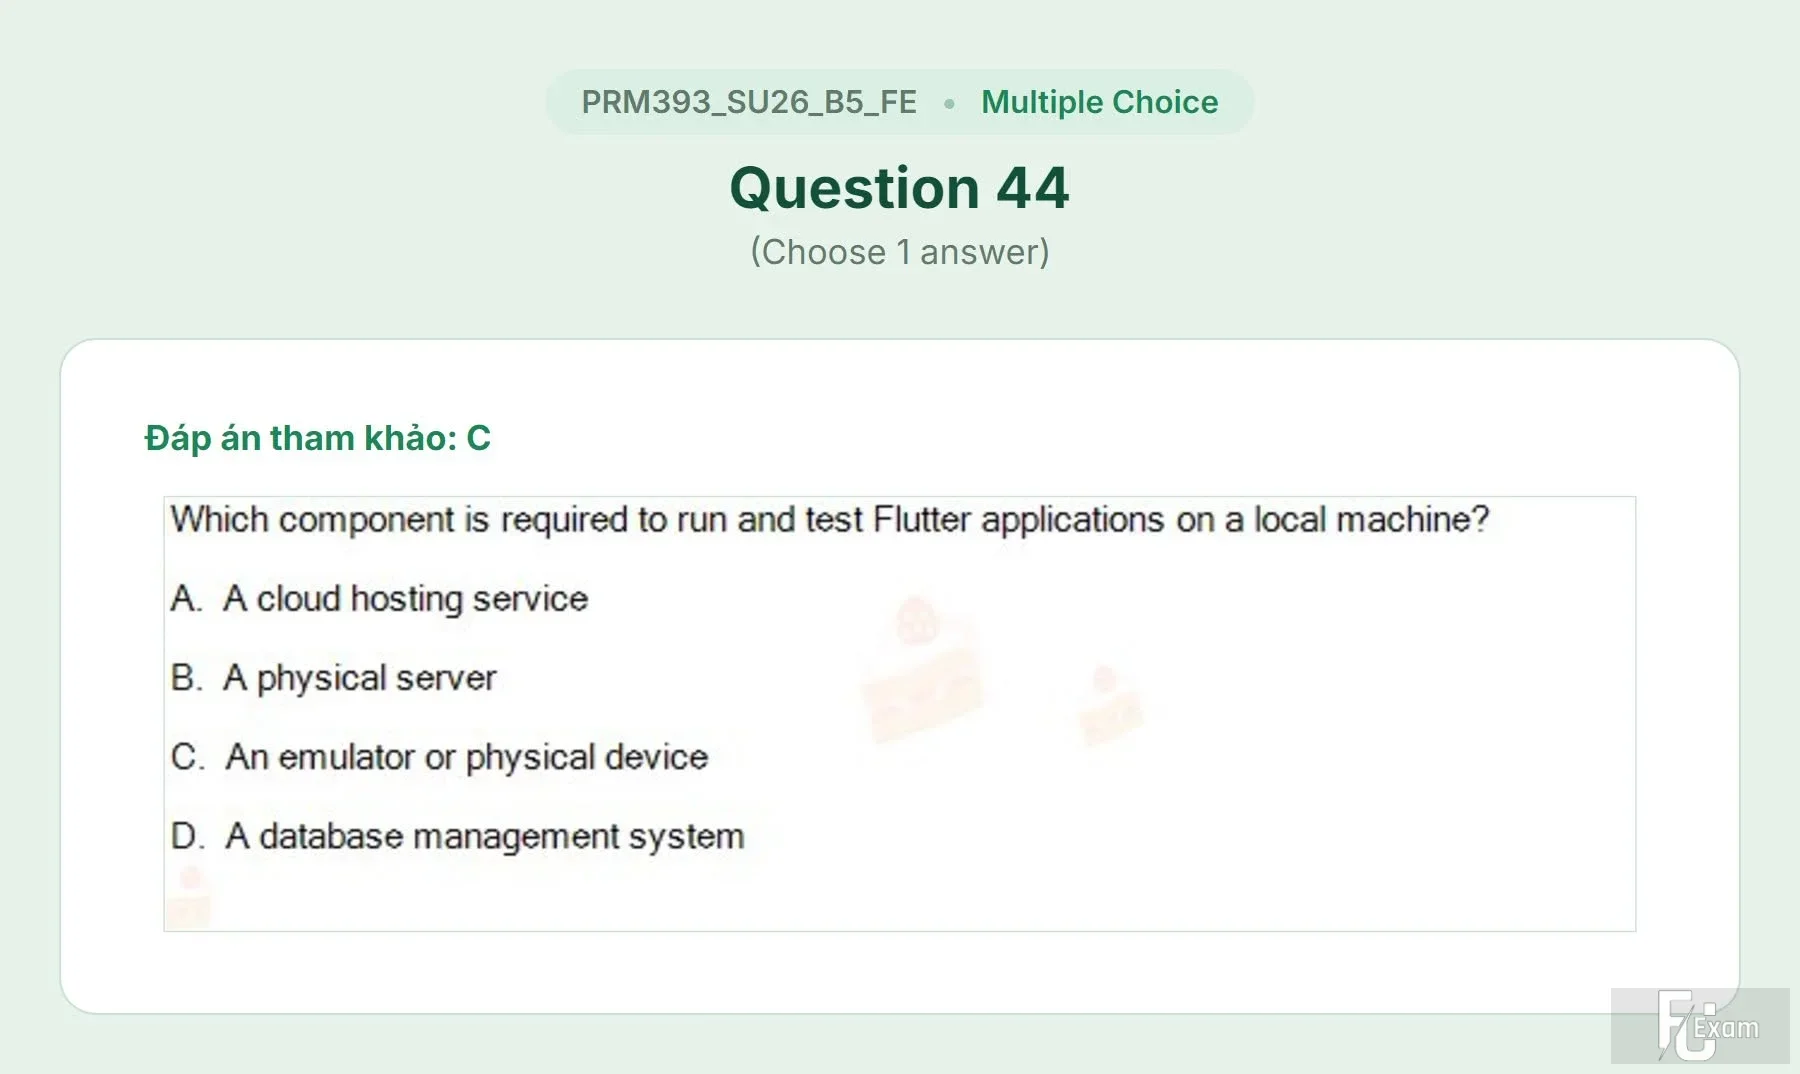 PRM393_SU26_B5_FE • Multiple Choice
Question 44
(Choose 1 answer)
Đáp án tham khảo: C
Which component is required to run and test Flutter applications on a local machine?
A. A cloud hosting service
B. A physical server
C. An emulator or physical device
D. A database management system
FU Exam